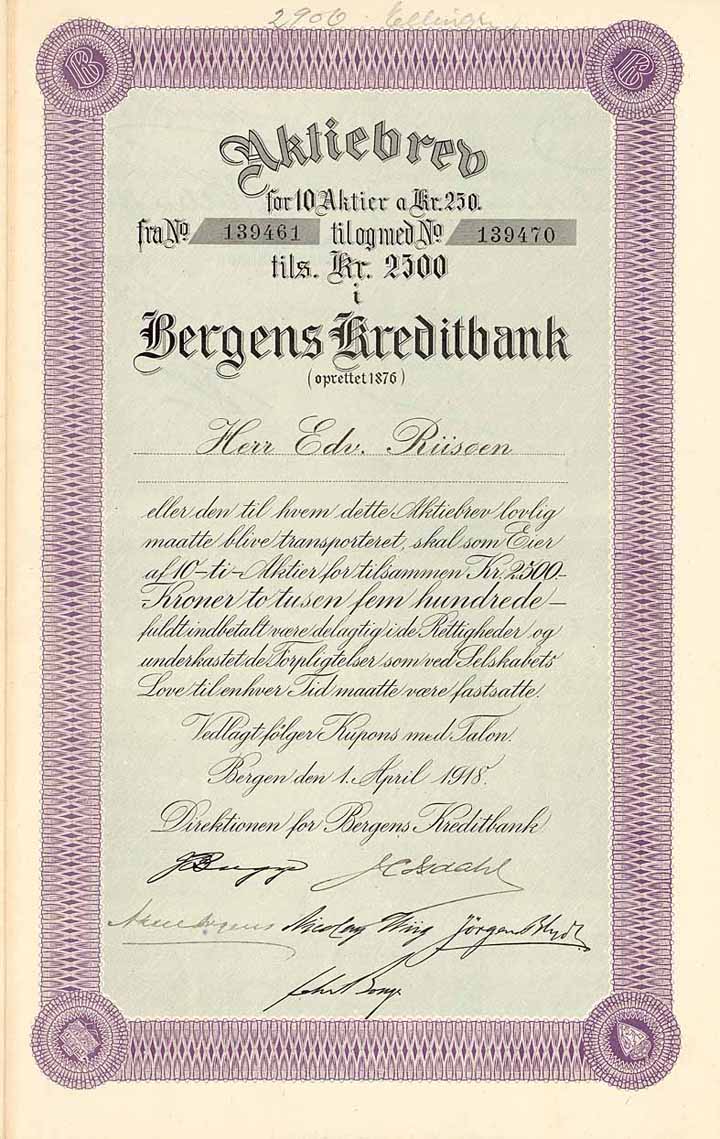 2906
Aktiebrev
for 10 Aktier a Kr. 250.
fra No 139461 til og med No 139470
tils. Kr. 2500
i
Bergens Kreditbank
(oprettet 1876)
Herr Edv. Riisøen
eller den til hvem dette Aktiebrev lovlig
maatte blive transporteret, skal som Eier
af 10-ti-Aktier for tilsammen Kr. 2500.-
-Kroner to tusen fem hundrede-
fuldt indbetalt være delagtig i de Rettigheder og
underkastet de Forpligtelser som ved Selskabets
Love til enhver Tid maatte være fastsatte.
Vedlagt følger Kupons med Talon.
Bergen den 1. April 1918.
Direktionen for Bergens Kreditbank
Nicolay Wiig Jørgen Blydt